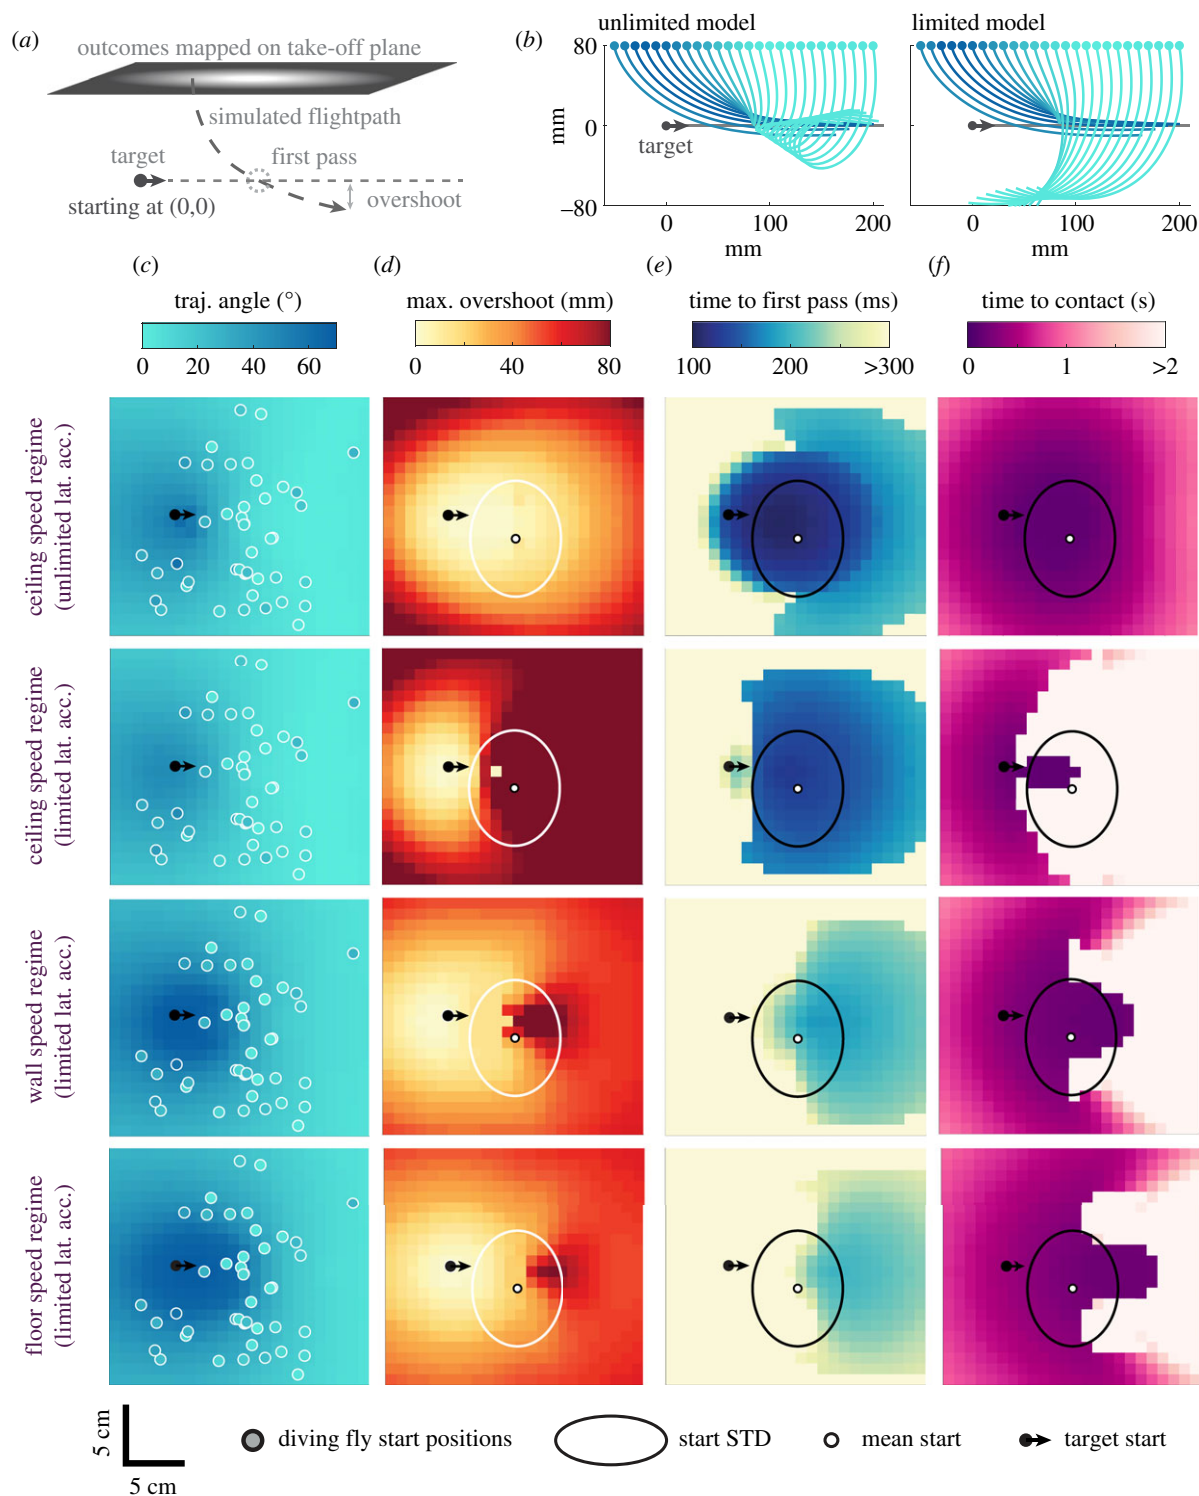 (a)
outcomes mapped on take-off plane
simulated flightpath
target
first pass
starting at (0,0)
overshoot
(b)
unlimited model
limited model
80
0
–80
mm
target
0
100
200
mm
0
100
200
mm
(c)
(d)
(e)
(f)
traj. angle (°)
max. overshoot (mm)
time to first pass (ms)
time to contact (s)
0
20
40
60
0
40
80
100
200
>300
0
1
>2
ceiling speed regime
(unlimited lat. acc.)
ceiling speed regime
(limited lat. acc.)
wall speed regime
(limited lat. acc.)
floor speed regime
(limited lat. acc.)
5 cm
5 cm
diving fly start positions
start STD
mean start
target start